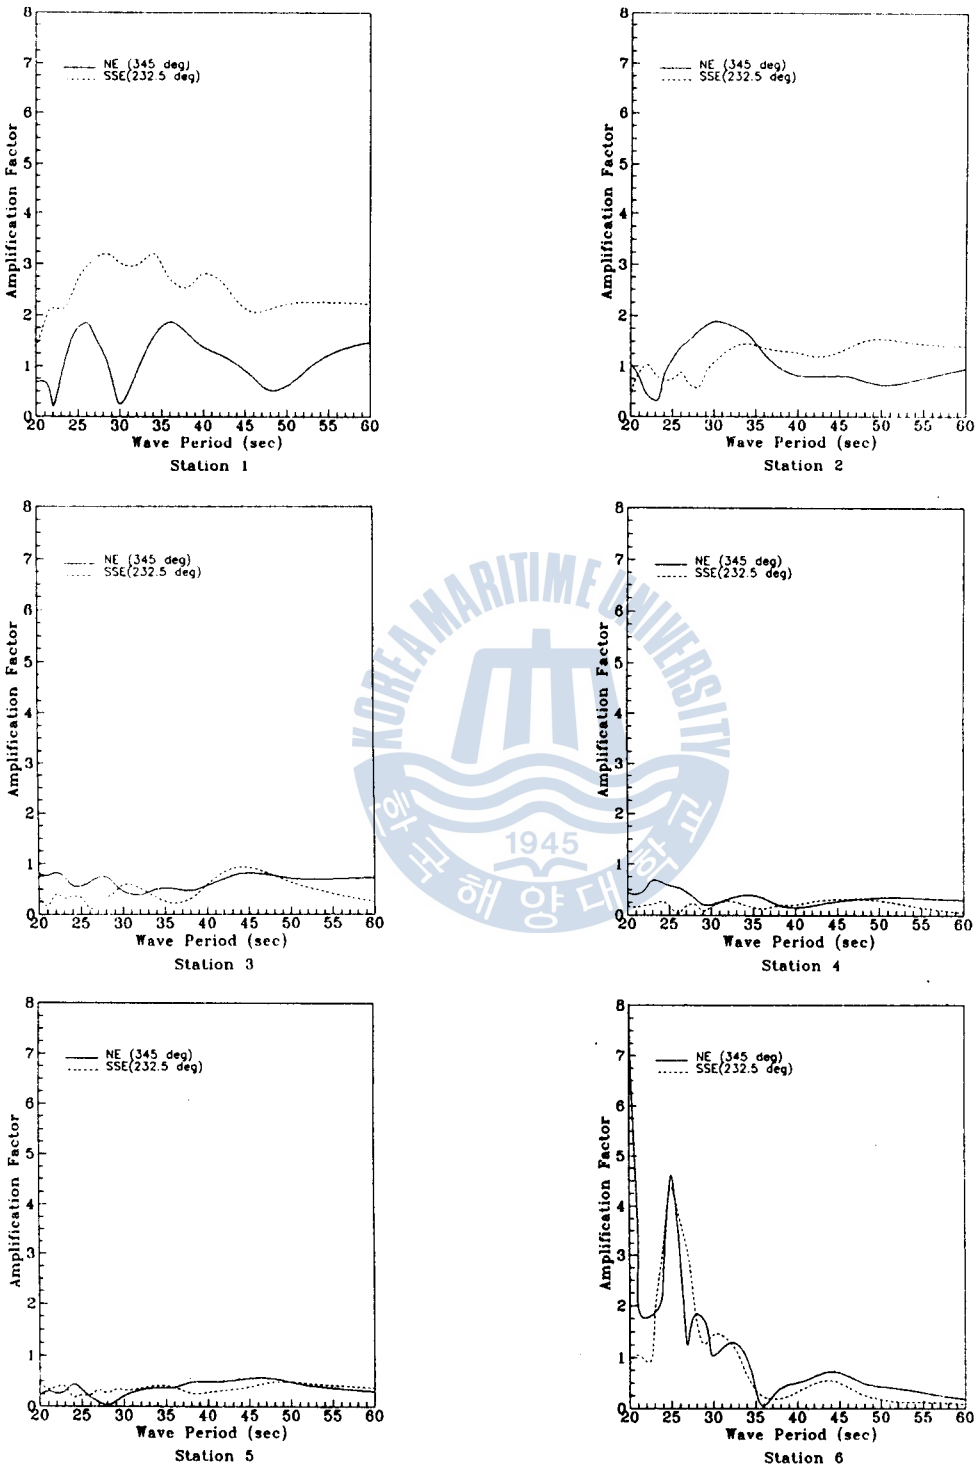 8
7
6
5
4
3
2
1
0
Amplification Factor
NE (345 deg)
SSE(232.5 deg)
20 25 30 35 40 45 50 55 60
Wave Period (sec)
Station 1
8
7
6
5
4
3
2
1
0
Amplification Factor
NE (345 deg)
SSE(232.5 deg)
20 25 30 35 40 45 50 55 60
Wave Period (sec)
Station 2
8
7
6
5
4
3
2
1
0
Amplification Factor
NE (345 deg)
SSE(232.5 deg)
20 25 30 35 40 45 50 55 60
Wave Period (sec)
Station 3
8
7
6
5
4
3
2
1
0
Amplification Factor
NE (345 deg)
SSE(232.5 deg)
20 25 30 35 40 45 50 55 60
Wave Period (sec)
Station 4
KOREA MARITIME UNIVERSITY
1945
한국해양대학교
8
7
6
5
4
3
2
1
0
Amplification Factor
NE (345 deg)
SSE(232.5 deg)
20 25 30 35 40 45 50 55 60
Wave Period (sec)
Station 5
8
7
6
5
4
3
2
1
0
Amplification Factor
NE (345 deg)
SSE(232.5 deg)
20 25 30 35 40 45 50 55 60
Wave Period (sec)
Station 6